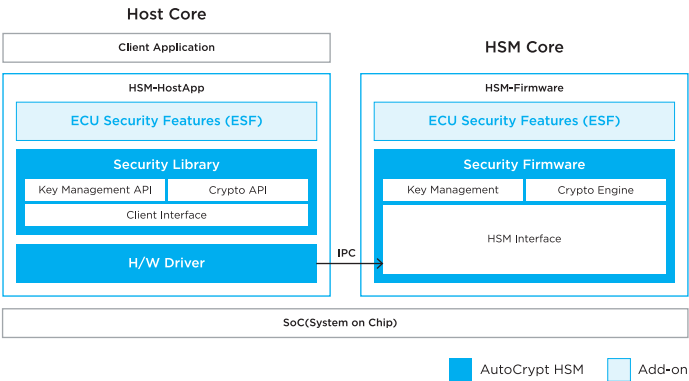 Host Core
Client Application
HSM-HostApp
ECU Security Features (ESF)
Security Library
Key Management API
Crypto API
Client Interface
H/W Driver
IPC
HSM Core
HSM-Firmware
ECU Security Features (ESF)
Security Firmware
Key Management
Crypto Engine
HSM Interface
SoC(System on Chip)
AutoCrypt HSM
Add-on